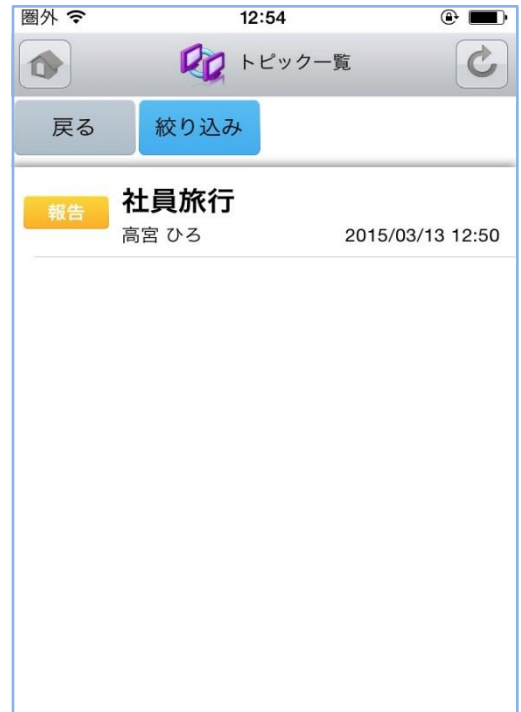 圏外 12:54
トピック一覧
戻る 絞り込み
報告 社員旅行
高宮 ひろ 2015/03/13 12:50